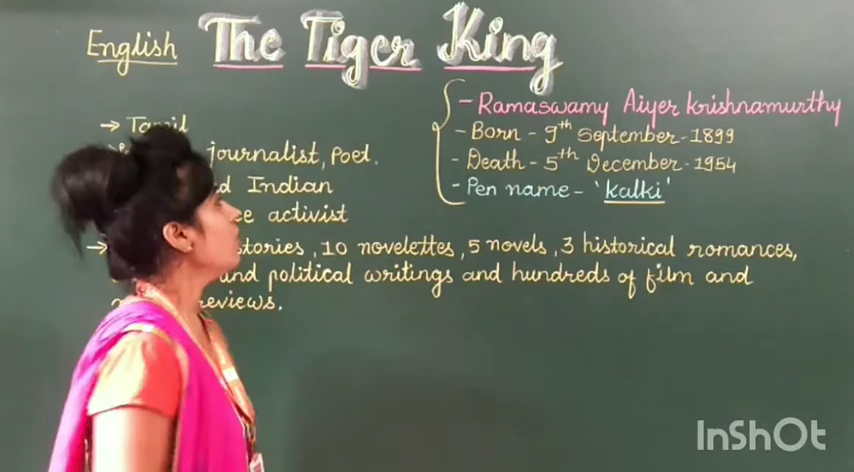 English The Tiger King
- Ramaswamy Aiyer Krishnamurthy
- Born - 9th September - 1899
- Death - 5th December - 1954
- Pen name - 'Kalki'
→ Tamil
journalist, Poet.
Indian
activist
→ stories, 10 novelettes, 5 novels, 3 historical romances,
and political writings and hundreds of film and
reviews.
InShOt